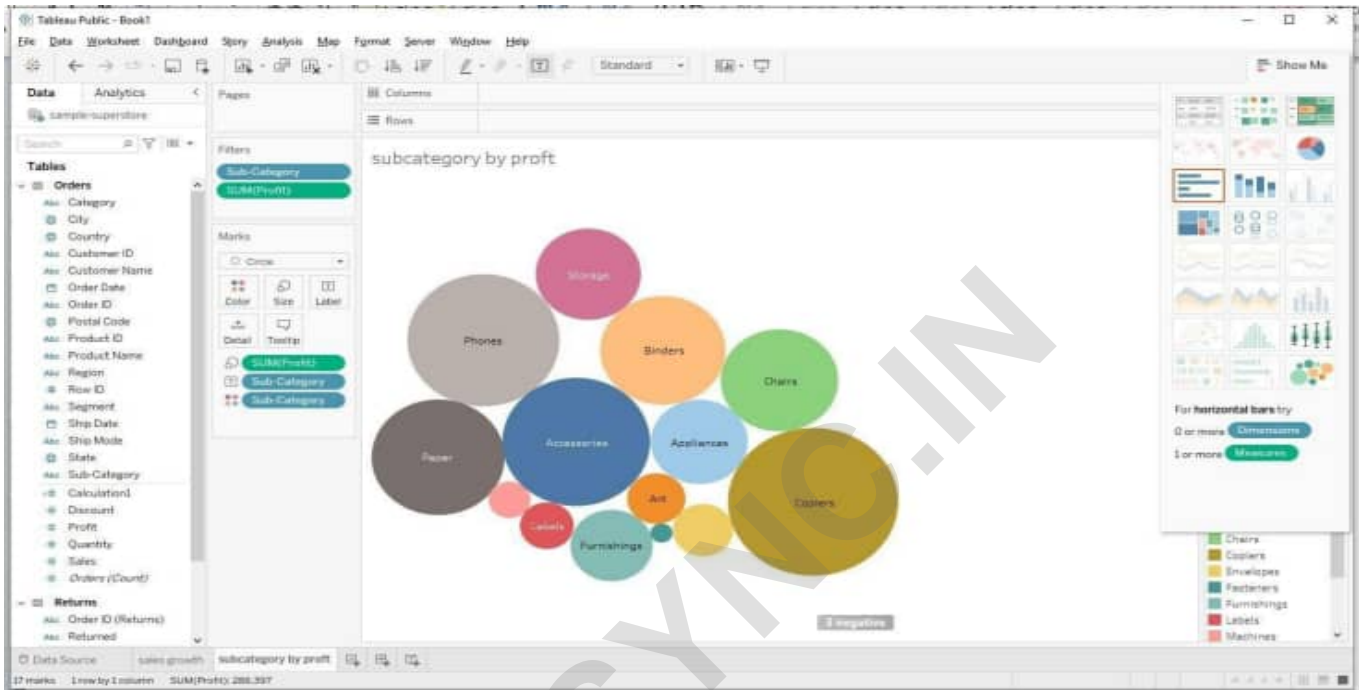 Tableau Public - Book1
File Data Worksheet Dashboard Story Analysis Map Format Server Window Help
Standard
Show Me
Data Analytics
Pages
Columns
sample-superstore
Rows
Search
Filters
subcategory by proft
Tables
Sub-Category
Orders
SUM(Profit)
Category
City
Country
Customer ID
Customer Name
Order Date
Order ID
Postal Code
Product ID
Product Name
Region
Row ID
Segment
Ship Date
Ship Mode
State
Sub-Category
Calculation1
Discount
Profit
Quantity
Sales
Orders (Count)
Returns
Order ID (Returns)
Returned
Marks
Circle
Color Size Label
Detail Tooltip
SUM(Profit)
Sub-Category
Sub-Category
Storage
Phones
Binders
Chairs
Accessories
Appliances
Paper
Art
Copiers
Labels
Furnishings
3 negative
For horizontal bars try
0 or more Dimensions
1 or more Measures
Chairs
Copiers
Envelopes
Fasteners
Furnishings
Labels
Machines
Data Source sales growth subcategory by proft
17 marks 1 row by 1 column SUM(Profit): 286,397
SYNC.IN